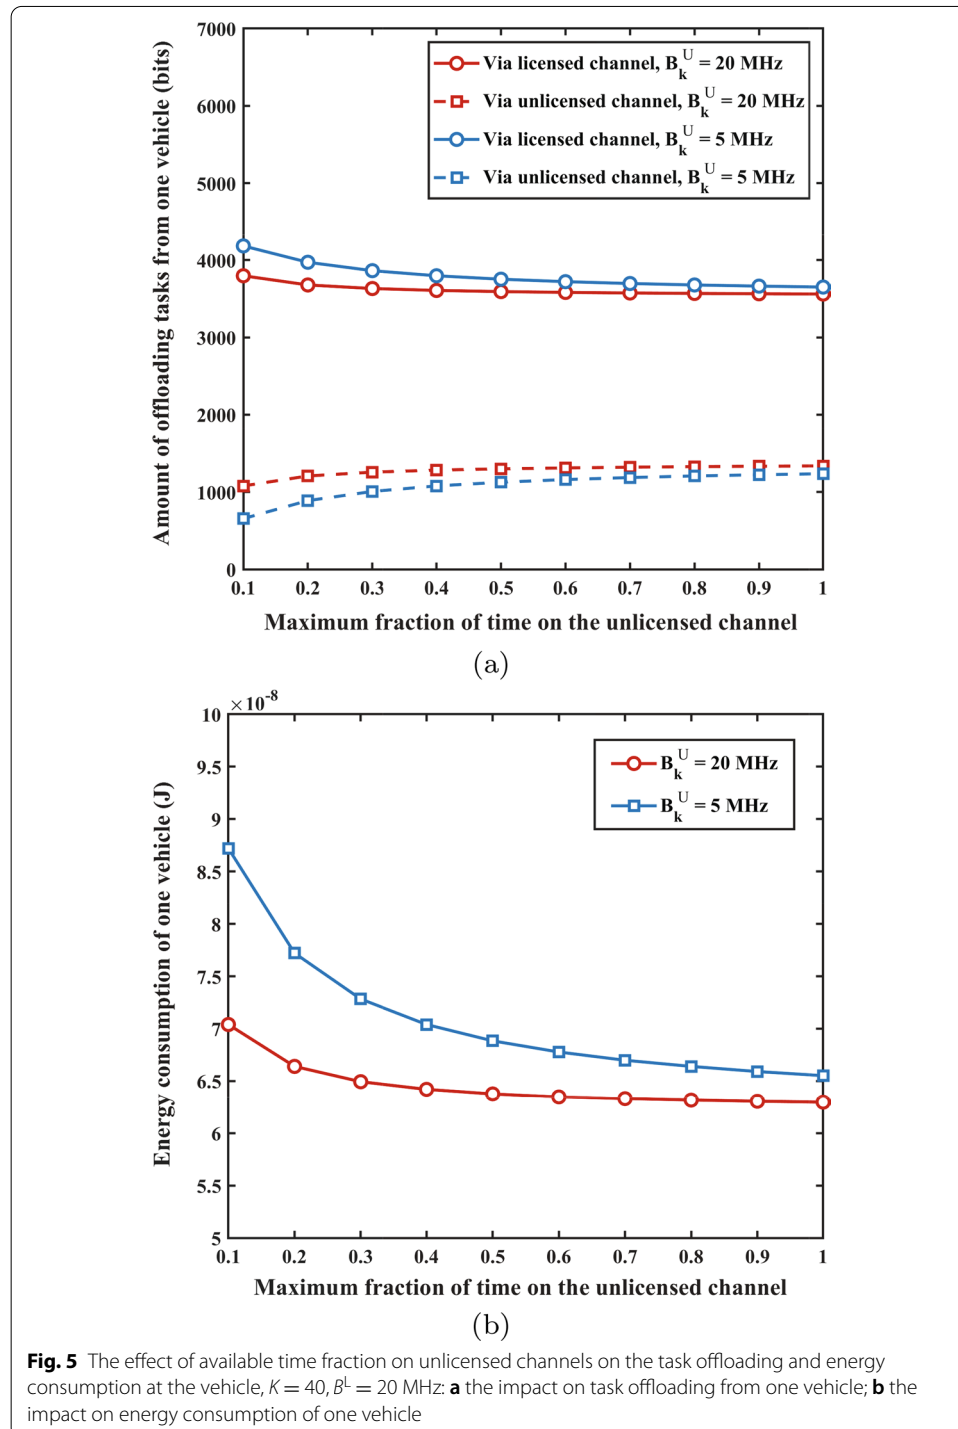 7000
6000
5000
4000
3000
2000
1000
0
Amount of offloading tasks from one vehicle (bits)
Via licensed channel, B_k^U = 20 MHz
Via unlicensed channel, B_k^U = 20 MHz
Via licensed channel, B_k^U = 5 MHz
Via unlicensed channel, B_k^U = 5 MHz
0.1 0.2 0.3 0.4 0.5 0.6 0.7 0.8 0.9 1
Maximum fraction of time on the unlicensed channel
(a)
×10^-8
10
9.5
9
8.5
8
7.5
7
6.5
6
5.5
5
Energy consumption of one vehicle (J)
B_k^U = 20 MHz
B_k^U = 5 MHz
0.1 0.2 0.3 0.4 0.5 0.6 0.7 0.8 0.9 1
Maximum fraction of time on the unlicensed channel
(b)
Fig. 5 The effect of available time fraction on unlicensed channels on the task offloading and energy
consumption at the vehicle, K = 40, B^L = 20 MHz: a the impact on task offloading from one vehicle; b the
impact on energy consumption of one vehicle